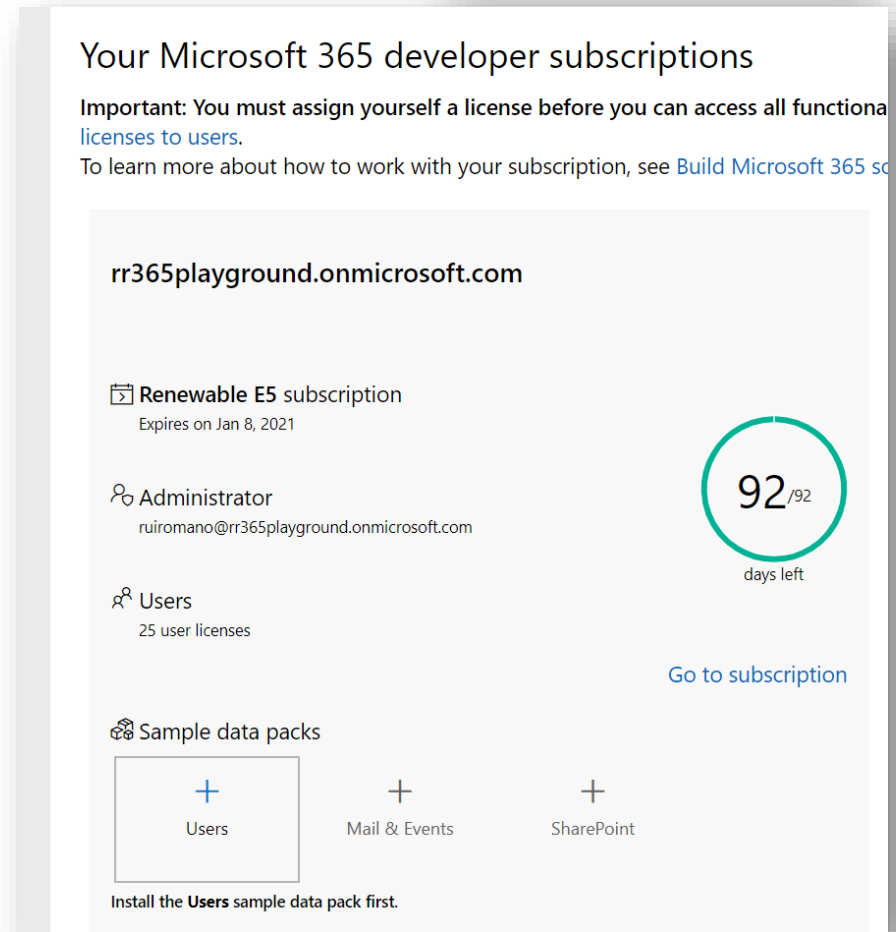 Your Microsoft 365 developer subscriptions
Important: You must assign yourself a license before you can access all functiona
licenses to users.
To learn more about how to work with your subscription, see Build Microsoft 365 so
rr365playground.onmicrosoft.com
Renewable E5 subscription
Expires on Jan 8, 2021
92/92
days left
Administrator
ruiromano@rr365playground.onmicrosoft.com
Users
25 user licenses
Go to subscription
Sample data packs
Users
Mail & Events
SharePoint
Install the Users sample data pack first.